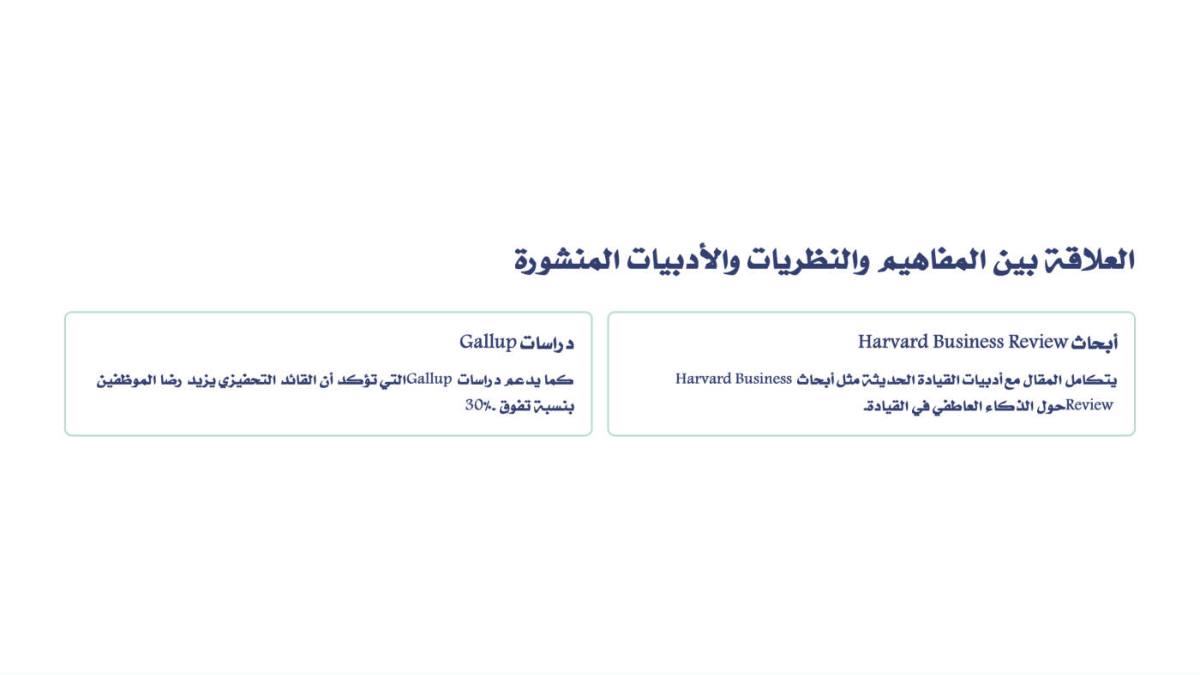 العلاقة بين المفاهيم والنظريات والأدبيات المنشورة
أبحاث Harvard Business Review
يتكامل المقال مع أدبيات القيادة الحديثة مثل أبحاث Harvard Business
Reviewحول الذكاء العاطفي في القيادة.
دراسات Gallup
كما يدعم دراسات Gallupالتي تؤكد أن القائد التحفيزي يزيد رضا الموظفين
بنسبة تفوق .30%